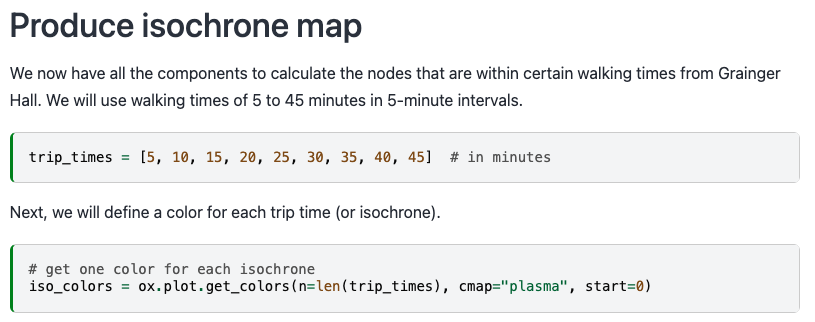 Produce isochrone map
We now have all the components to calculate the nodes that are within certain walking times from Grainger
Hall. We will use walking times of 5 to 45 minutes in 5-minute intervals.
trip_times = [5, 10, 15, 20, 25, 30, 35, 40, 45]  # in minutes
Next, we will define a color for each trip time (or isochrone).
# get one color for each isochrone
iso_colors = ox.plot.get_colors(n=len(trip_times), cmap="plasma", start=0)